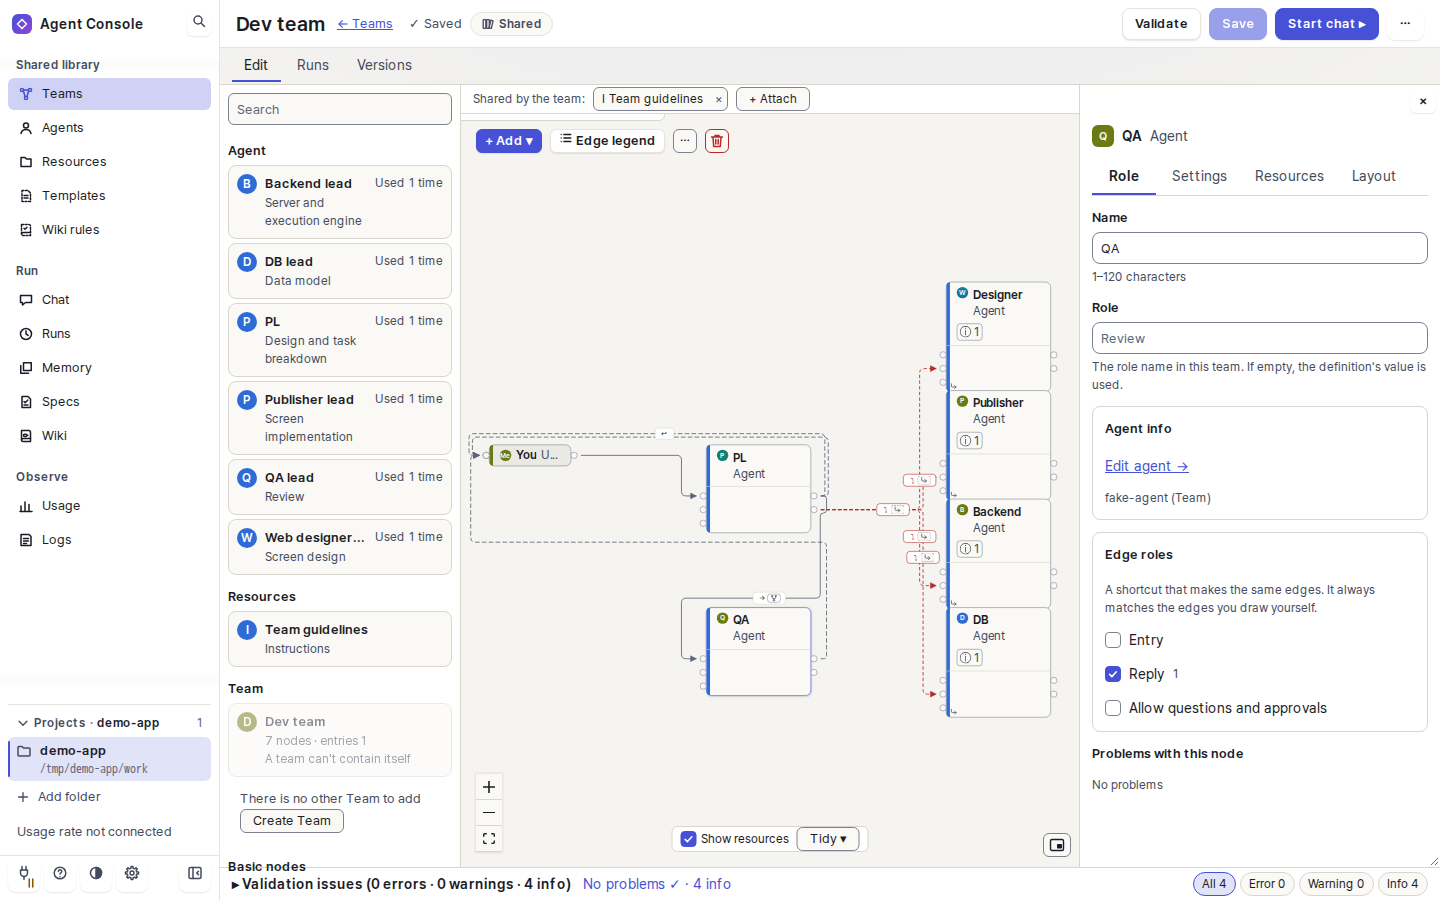 Agent Console
Shared library
Teams
Agents
Resources
Templates
Wiki rules
Run
Chat
Runs
Memory
Specs
Wiki
Observe
Usage
Logs
Projects · demo-app 1
demo-app
/tmp/demo-app/work
Add folder
Usage rate not connected
Dev team
← Teams
✓ Saved
Shared
Validate
Save
Start chat ▸
···
Edit
Runs
Versions
Search
Agent
B Backend lead Used 1 time
Server and
execution engine
D DB lead Used 1 time
Data model
P PL Used 1 time
Design and task
breakdown
P Publisher lead Used 1 time
Screen
implementation
Q QA lead Used 1 time
Review
W Web designer... Used 1 time
Screen design
Resources
I Team guidelines
Instructions
Team
D Dev team
7 nodes · entries 1
A team can't contain itself
There is no other Team to add
Create Team
Basic nodes
Shared by the team:
I Team guidelines ×
+ Attach
+ Add ▾
Edge legend
···
W Designer
Agent
1
P Publisher
Agent
1
Me You U...
P PL
Agent
B Backend
Agent
1
Q QA
Agent
D DB
Agent
1
Show resources
Tidy ▾
×
Q QA Agent
Role
Settings
Resources
Layout
Name
QA
1–120 characters
Role
Review
The role name in this team. If empty, the definition's value is
used.
Agent info
Edit agent →
fake-agent (Team)
Edge roles
A shortcut that makes the same edges. It always
matches the edges you draw yourself.
Entry
Reply 1
Allow questions and approvals
Problems with this node
No problems
▸ Validation issues (0 errors · 0 warnings · 4 info)
No problems ✓ · 4 info
All 4
Error 0
Warning 0
Info 4